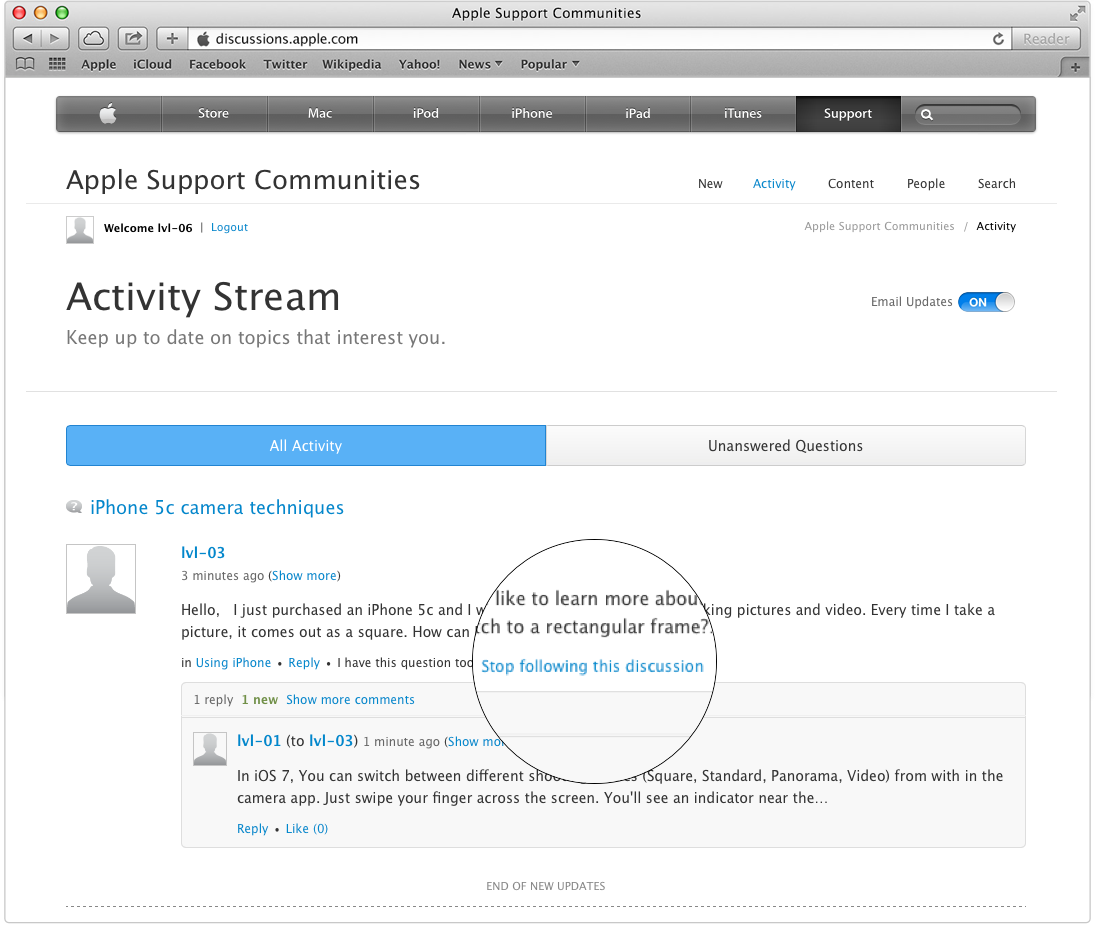 Apple Support Communities
discussions.apple.com
Reader
Apple iCloud Facebook Twitter Wikipedia Yahoo! News Popular
Store Mac iPod iPhone iPad iTunes Support
Apple Support Communities
New Activity Content People Search
Welcome lvl-06 | Logout
Apple Support Communities / Activity
Activity Stream
Email Updates ON
Keep up to date on topics that interest you.
All Activity
Unanswered Questions
iPhone 5c camera techniques
lvl-03
3 minutes ago (Show more)
Hello, I just purchased an iPhone 5c and I w like to learn more abou king pictures and video. Every time I take a
picture, it comes out as a square. How can tch to a rectangular frame?
in Using iPhone • Reply • I have this question too Stop following this discussion
1 reply 1 new Show more comments
lvl-01 (to lvl-03) 1 minute ago (Show mo
In iOS 7, You can switch between different shoo s (Square, Standard, Panorama, Video) from with in the
camera app. Just swipe your finger across the screen. You'll see an indicator near the…
Reply • Like (0)
END OF NEW UPDATES